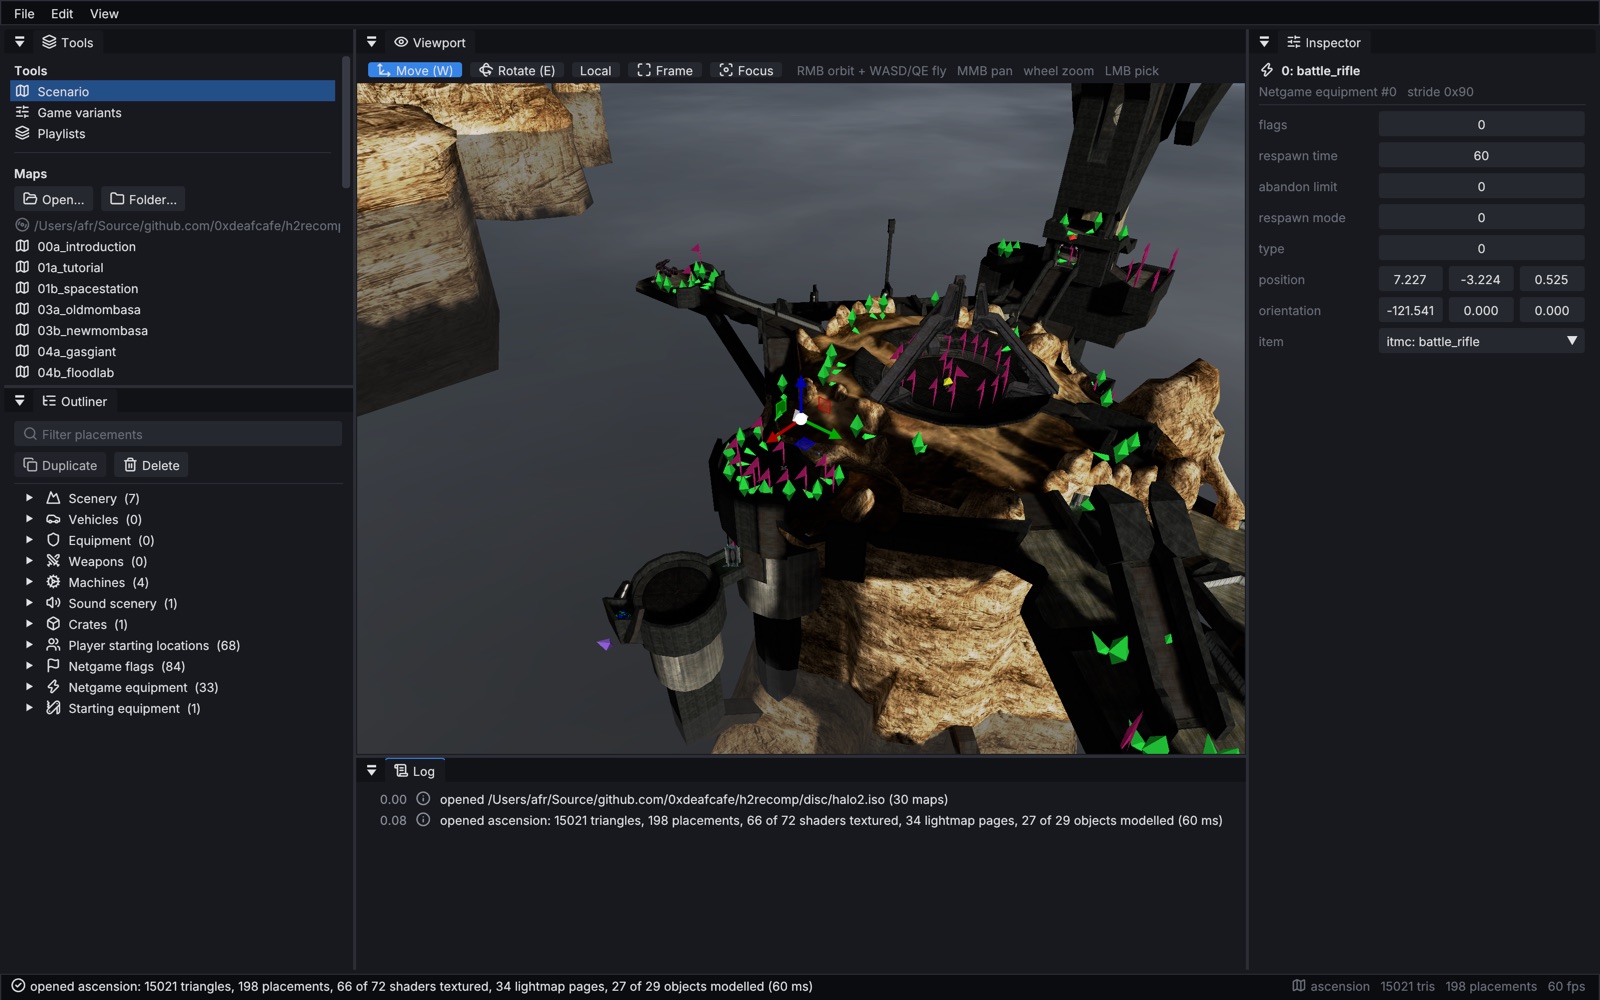 File Edit View
Tools
Tools
Scenario
Game variants
Playlists
Maps
Open... Folder...
/Users/afr/Source/github.com/0xdeafcafe/h2recomp
00a_introduction
01a_tutorial
01b_spacestation
03a_oldmombasa
03b_newmombasa
04a_gasgiant
04b_floodlab
Outliner
Filter placements
Duplicate Delete
Scenery (7)
Vehicles (0)
Equipment (0)
Weapons (0)
Machines (4)
Sound scenery (1)
Crates (1)
Player starting locations (68)
Netgame flags (84)
Netgame equipment (33)
Starting equipment (1)
Viewport
Move (W) Rotate (E) Local Frame Focus RMB orbit + WASD/QE fly MMB pan wheel zoom LMB pick
Log
0.00 opened /Users/afr/Source/github.com/0xdeafcafe/h2recomp/disc/halo2.iso (30 maps)
0.08 opened ascension: 15021 triangles, 198 placements, 66 of 72 shaders textured, 34 lightmap pages, 27 of 29 objects modelled (60 ms)
Inspector
0: battle_rifle
Netgame equipment #0 stride 0x90
flags 0
respawn time 60
abandon limit 0
respawn mode 0
type 0
position 7.227 -3.224 0.525
orientation -121.541 0.000 0.000
item itmc: battle_rifle
opened ascension: 15021 triangles, 198 placements, 66 of 72 shaders textured, 34 lightmap pages, 27 of 29 objects modelled (60 ms)
ascension 15021 tris 198 placements 60 fps